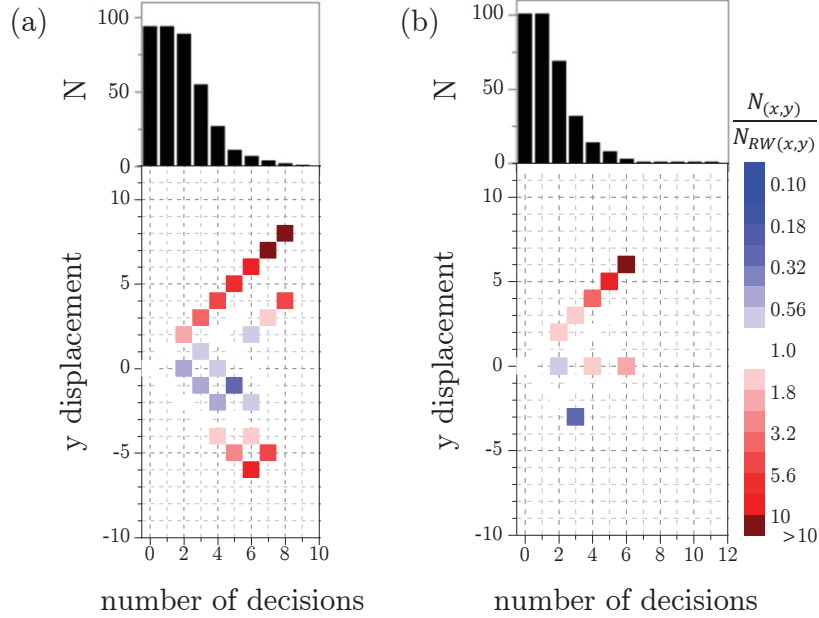 (a)
(b)
100
50
0
N
100
50
0
N
N(x,y)
NRW(x,y)
0.10
0.18
0.32
0.56
1.0
1.8
3.2
5.6
10
>10
10
5
0
-5
-10
y displacement
0 2 4 6 8 10
number of decisions
10
5
0
-5
-10
y displacement
0 2 4 6 8 10 12
number of decisions